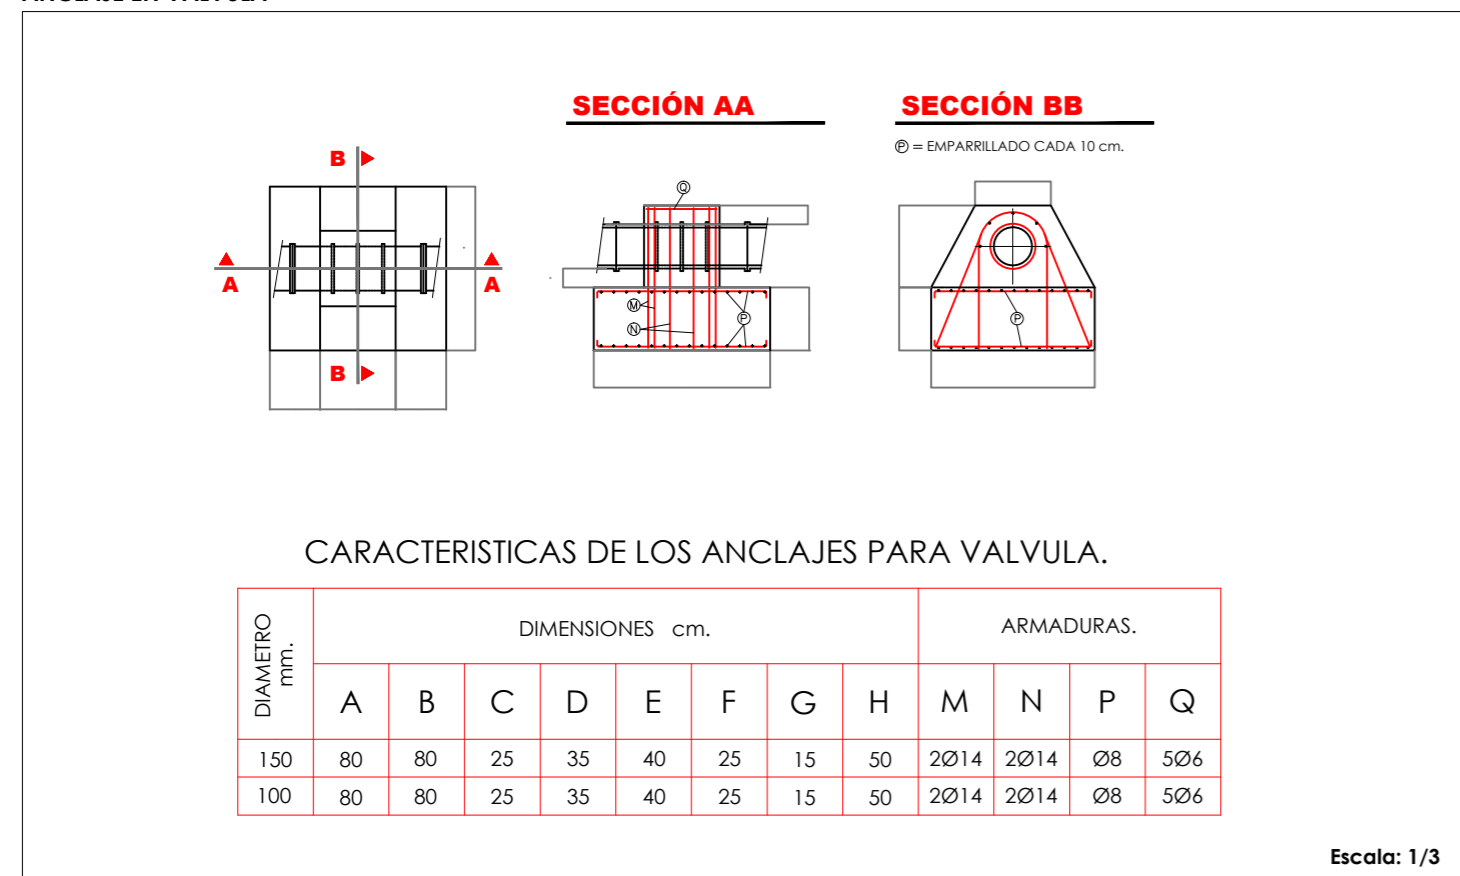 SECCIÓN AA
SECCIÓN BB
Ⓟ = EMPARRILLADO CADA 10 cm.
B
A
A
B
Q
M
N
P
P
CARACTERISTICAS DE LOS ANCLAJES PARA VALVULA.
DIAMETRO mm. DIMENSIONES cm. ARMADURAS.
A B C D E F G H M N P Q
150 80 80 25 35 40 25 15 50 2Ø14 2Ø14 Ø8 5Ø6
100 80 80 25 35 40 25 15 50 2Ø14 2Ø14 Ø8 5Ø6
Escala: 1/3